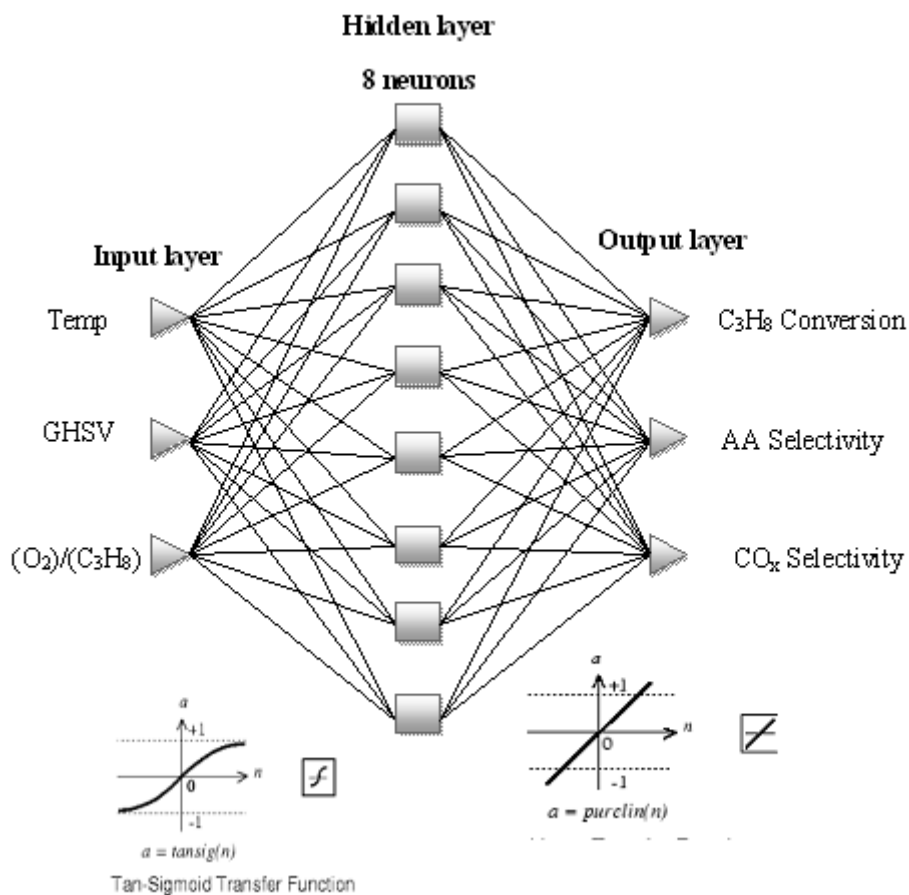 Hidden layer
8 neurons
Input layer
Output layer
Temp
C₃H₈ Conversion
GHSV
AA Selectivity
(O₂)/(C₃H₈)
COₓ Selectivity
a
+1
n
0
-1
a = tansig(n)
Tan-Sigmoid Transfer Function
a
+1
n
0
-1
a = purelin(n)